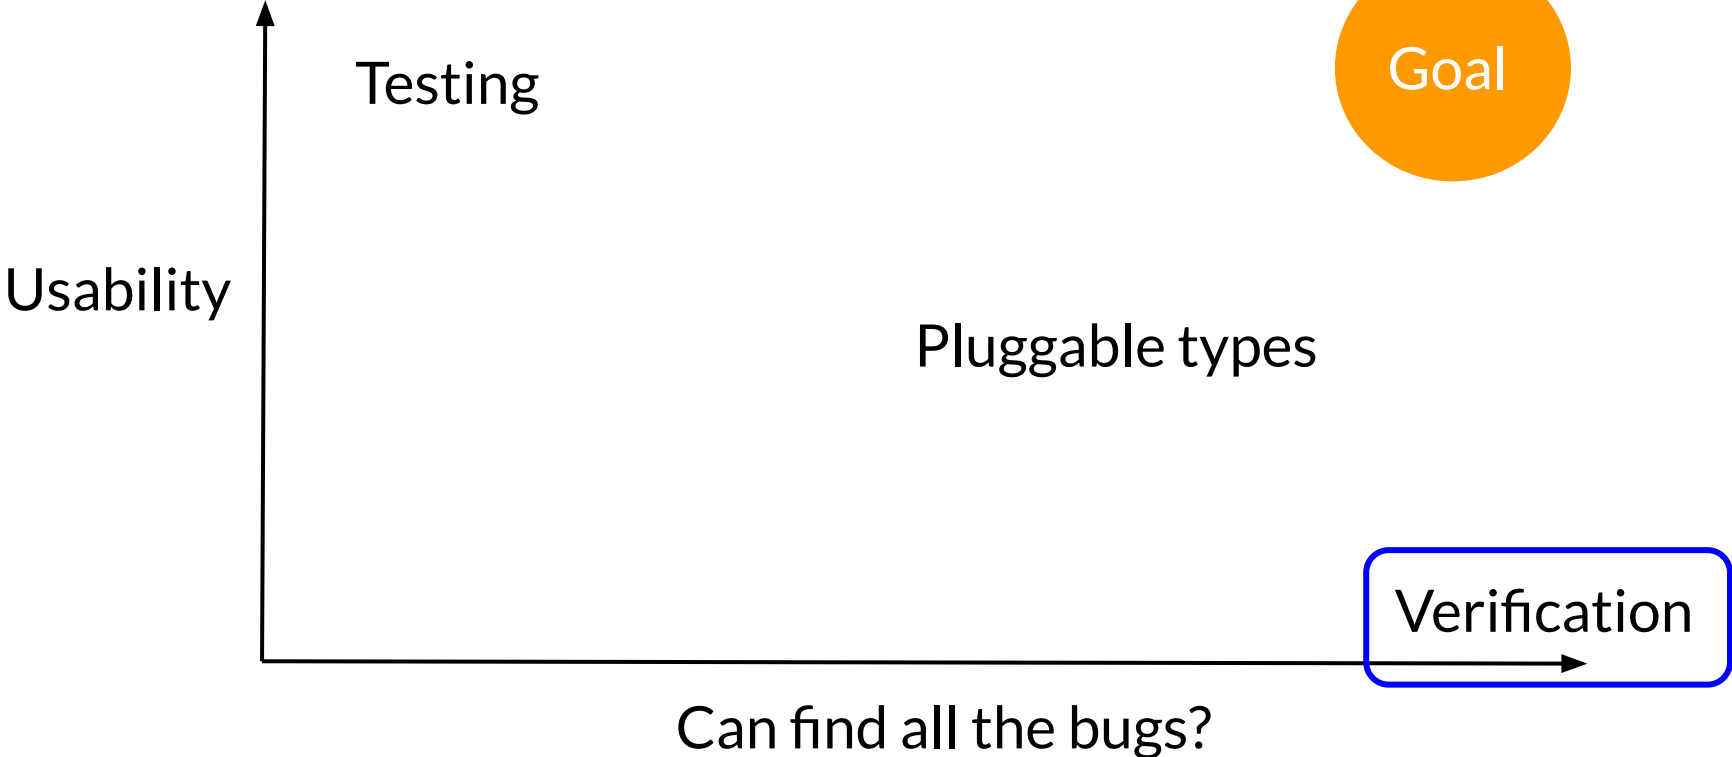 Testing
Goal
Usability
Pluggable types
Verification
Can find all the bugs?